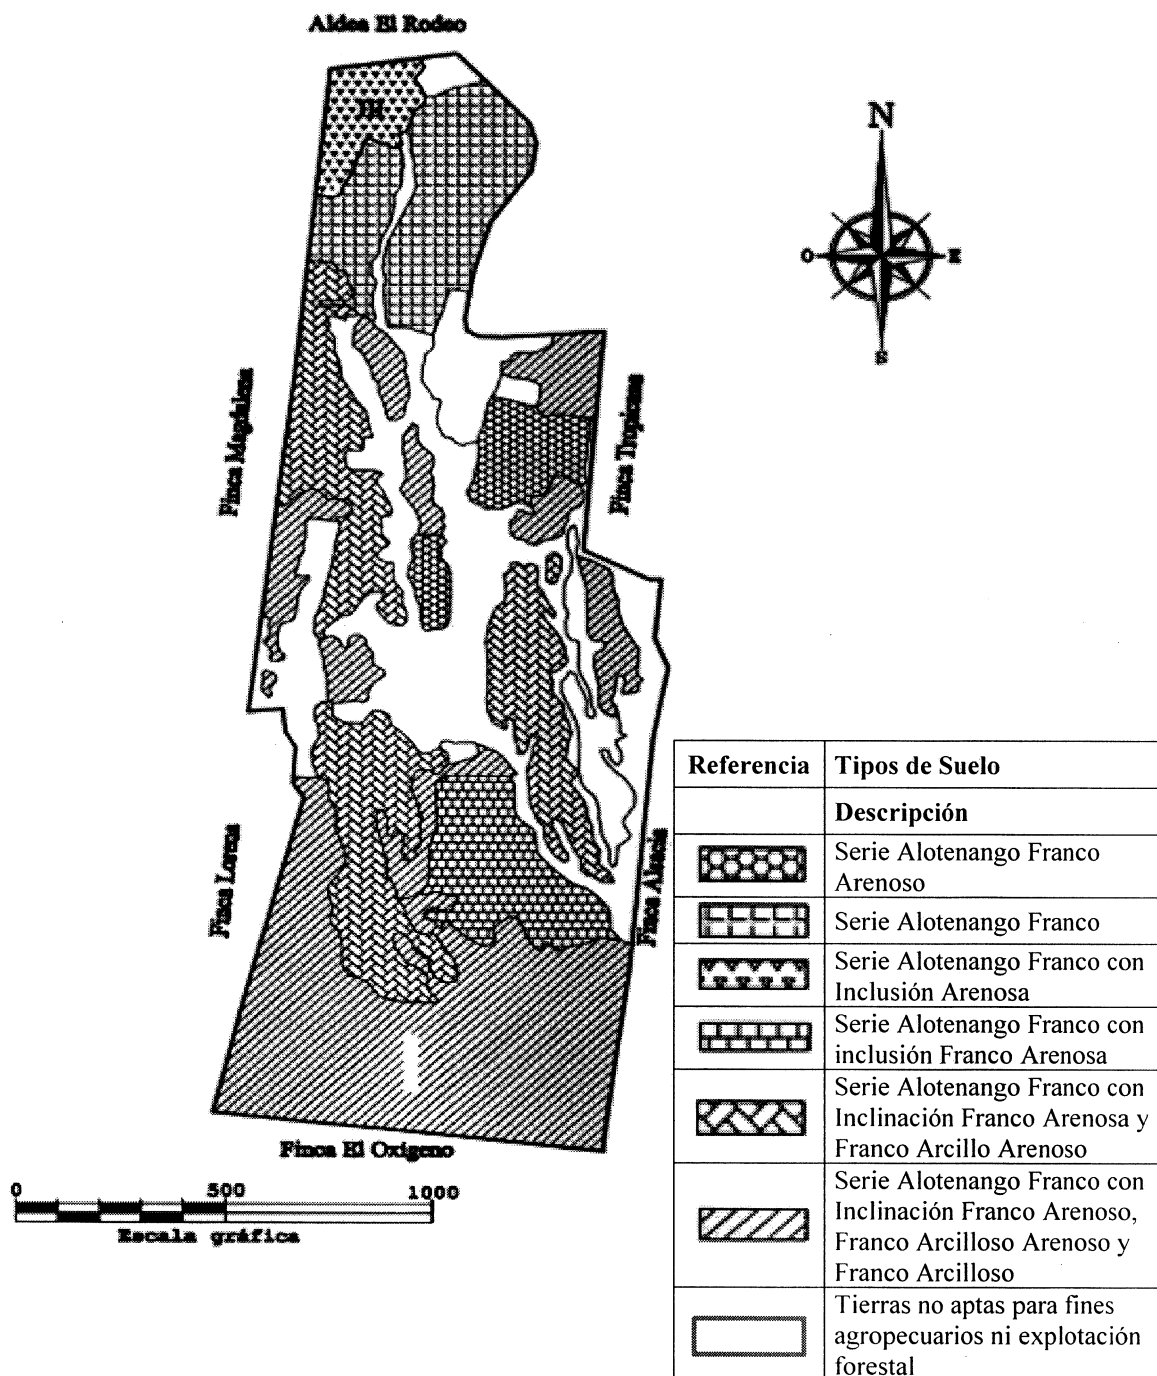 Aldea El Rodeo
N
O
E
S
Finca Magdalena
Finca Tropicana
Finca Lorena
Finca Alsacia
Finca El Oxigeno
0 500 1000
Escala gráfica
Referencia Tipos de Suelo
Descripción
Serie Alotenango Franco
Arenoso
Serie Alotenango Franco
Serie Alotenango Franco con
Inclusión Arenosa
Serie Alotenango Franco con
inclusión Franco Arenosa
Serie Alotenango Franco con
Inclinación Franco Arenosa y
Franco Arcillo Arenoso
Serie Alotenango Franco con
Inclinación Franco Arenoso,
Franco Arcilloso Arenoso y
Franco Arcilloso
Tierras no aptas para fines
agropecuarios ni explotación
forestal